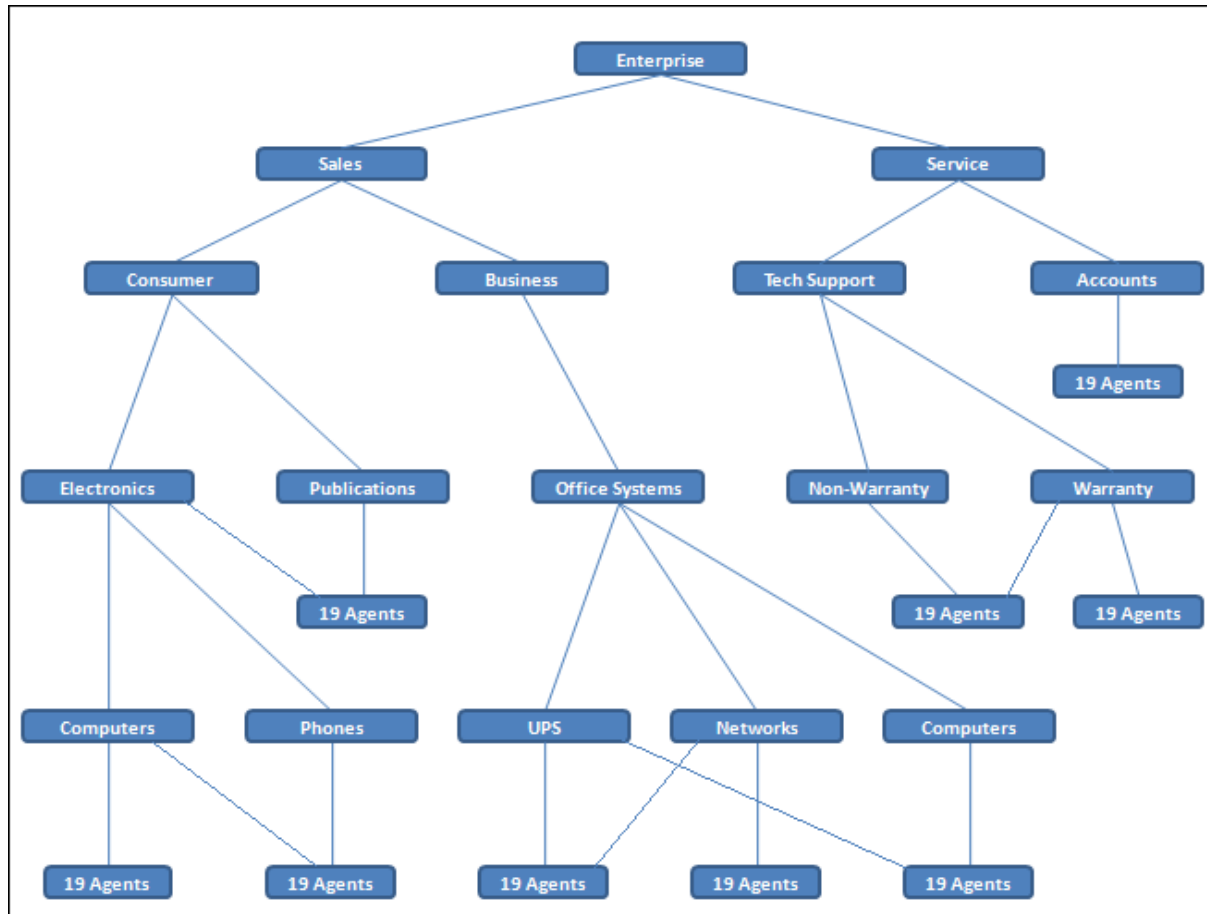 Enterprise
Sales
Service
Consumer
Business
Tech Support
Accounts
19 Agents
Electronics
Publications
Office Systems
Non-Warranty
Warranty
19 Agents
19 Agents
19 Agents
Computers
Phones
UPS
Networks
Computers
19 Agents
19 Agents
19 Agents
19 Agents
19 Agents